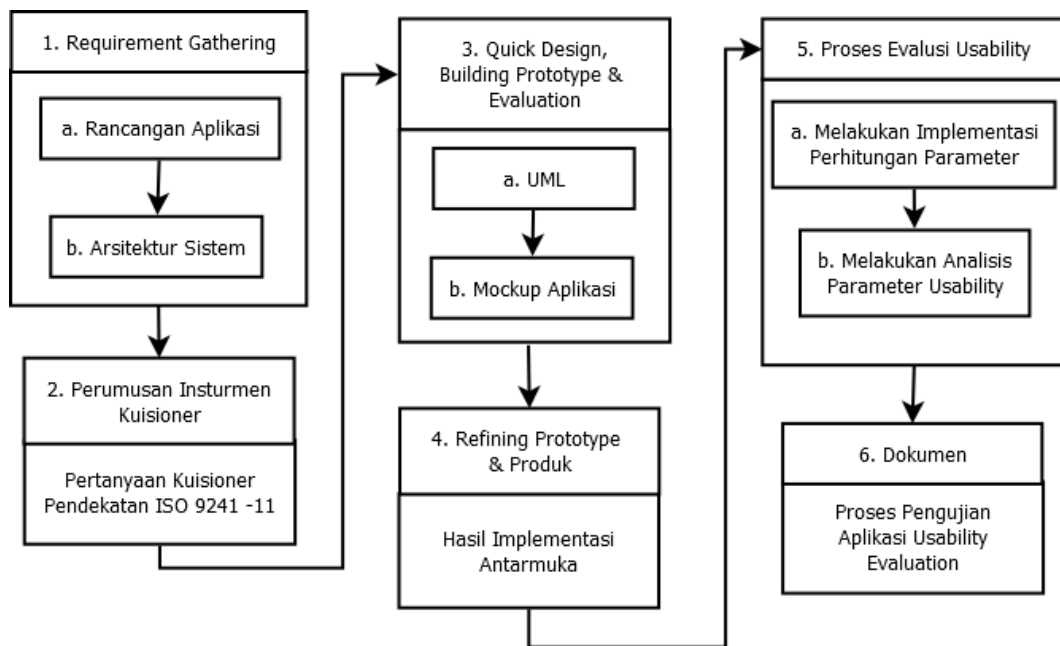 1. Requirement Gathering
a. Rancangan Aplikasi
b. Arsitektur Sistem
2. Perumusan Insturmen
Kuisioner
Pertanyaan Kuisioner
Pendekatan ISO 9241 -11
3. Quick Design,
Building Prototype &
Evaluation
a. UML
b. Mockup Aplikasi
4. Refining Prototype
& Produk
Hasil Implementasi
Antarmuka
5. Proses Evalusi Usability
a. Melakukan Implementasi
Perhitungan Parameter
b. Melakukan Analisis
Parameter Usability
6. Dokumen
Proses Pengujian
Aplikasi Usability
Evaluation